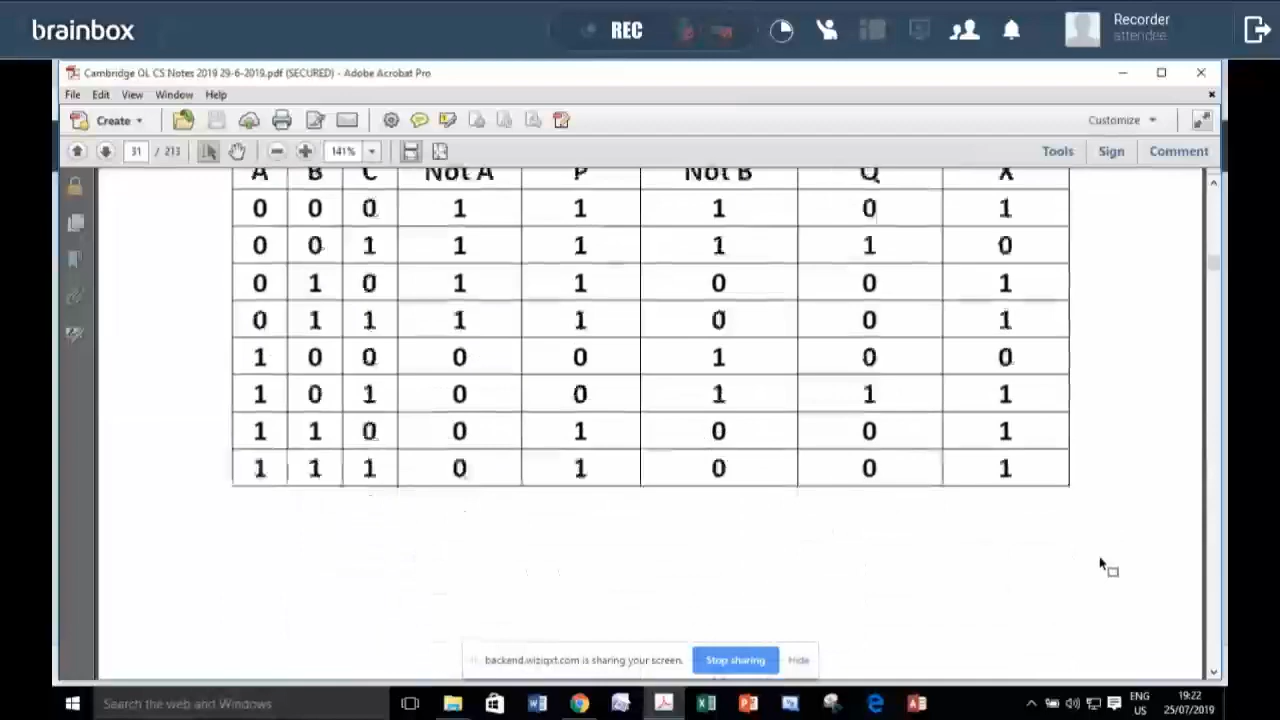 brainbox
REC
Recorder
attendee
Cambridge OL CS Notes 2019 29-6-2019.pdf (SECURED) - Adobe Acrobat Pro
File Edit View Window Help
Create
Customize
31 / 213
141%
Tools Sign Comment
A B C Not A P Not B Q X
0 0 0 1 1 1 0 1
0 0 1 1 1 1 1 0
0 1 0 1 1 0 0 1
0 1 1 1 1 0 0 1
1 0 0 0 0 1 0 0
1 0 1 0 0 1 1 1
1 1 0 0 1 0 0 1
1 1 1 0 1 0 0 1
backend.wiziqxt.com is sharing your screen. Stop sharing Hide
Search the web and Windows
ENG 19:22
US 25/07/2019